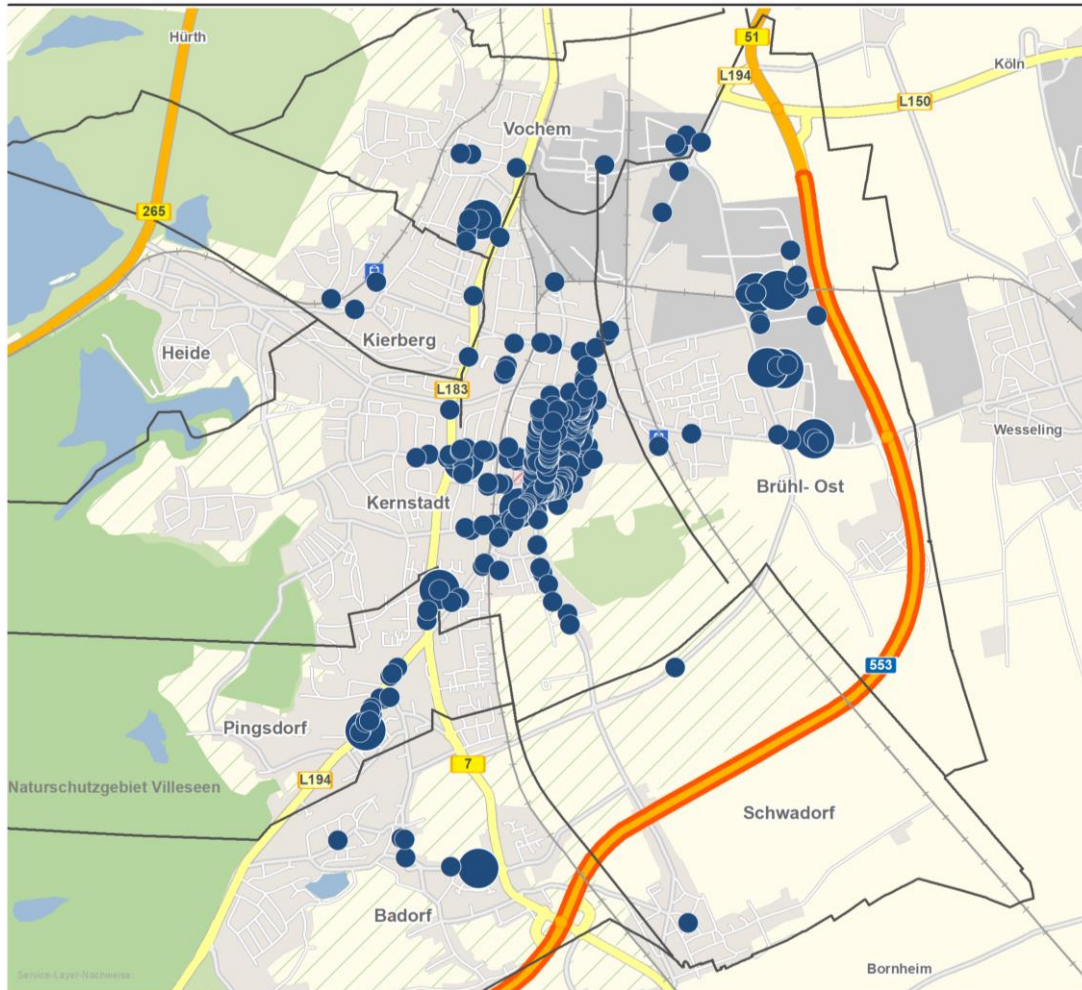 Hürth
51
L194
Köln
L150
Vochem
265
Kierberg
Heide
L183
Wesseling
Brühl- Ost
Kernstadt
553
Pingsdorf
L194
7
Naturschutzgebiet Villeseen
Schwadorf
Badorf
Bornheim
Service-Layer-Nachweise: